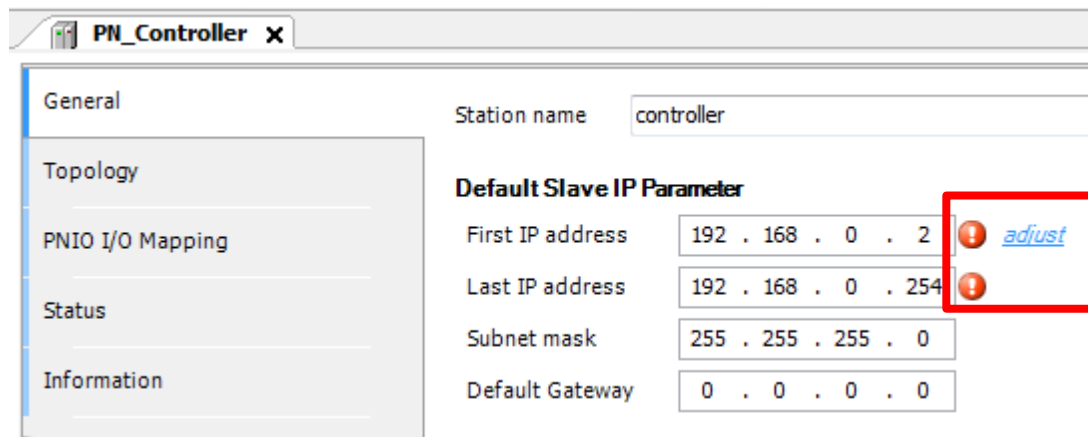 PN_Controller x
General
Topology
PNIO I/O Mapping
Status
Information
Station name controller
Default Slave IP Parameter
First IP address 192 . 168 . 0 . 2 ! adjust
Last IP address 192 . 168 . 0 . 254 !
Subnet mask 255 . 255 . 255 . 0
Default Gateway 0 . 0 . 0 . 0